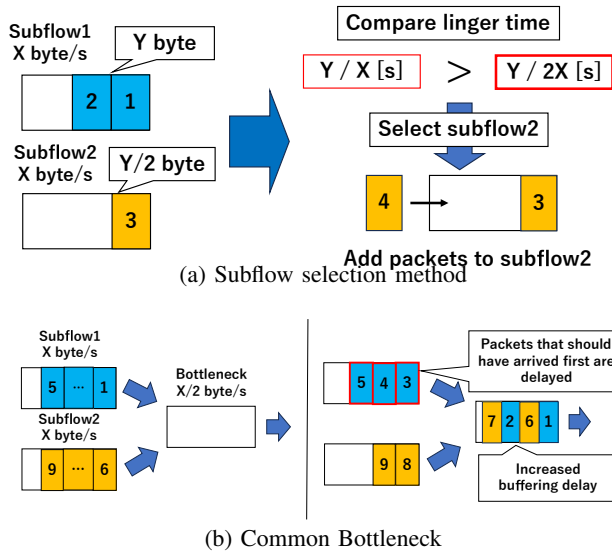 Subflow1
X byte/s
Y byte
2 1
Subflow2
X byte/s
Y/2 byte
3
Compare linger time
Y / X [s] > Y / 2X [s]
Select subflow2
4 3
Add packets to subflow2
(a) Subflow selection method
Subflow1
X byte/s
5 ... 1
Subflow2
X byte/s
9 ... 6
Bottleneck
X/2 byte/s
Packets that should
have arrived first are
delayed
5 4 3
9 8
7 2 6 1
Increased
buffering delay
(b) Common Bottleneck